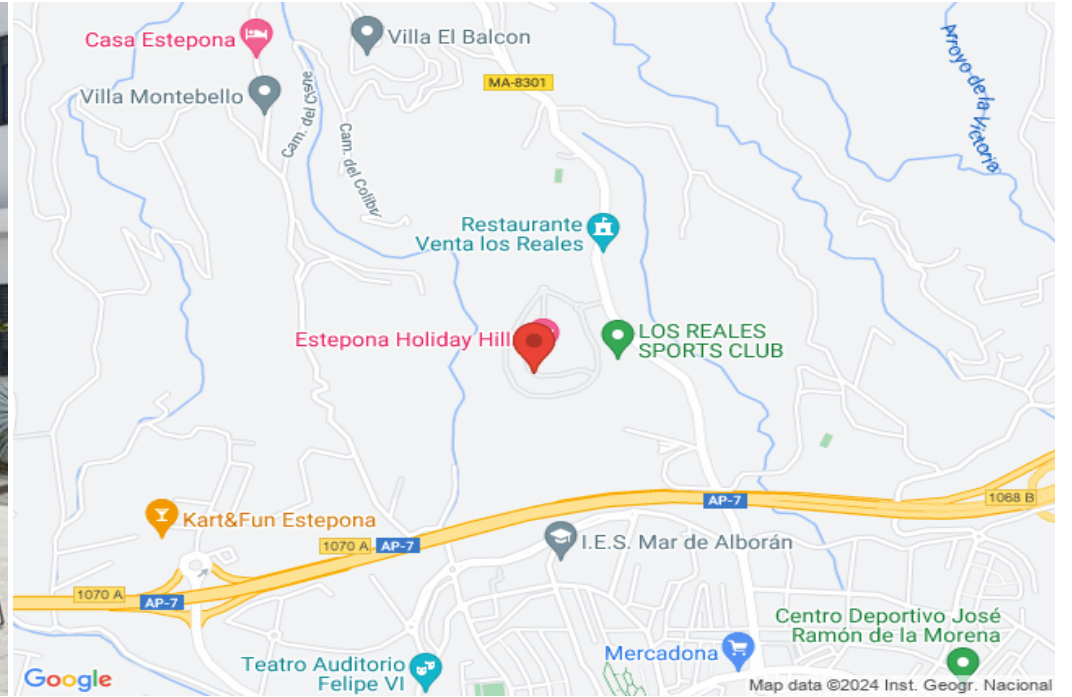 Casa Estepona
Villa El Balcon
Villa Montebello
MA-8301
Cam. del Cisne
Cam. del Colibrí
Arroyo de la Victoria
Restaurante
Venta los Reales
Estepona Holiday Hill
LOS REALES
SPORTS CLUB
AP-7
1068 B
Kart&Fun Estepona
1070 A
AP-7
I.E.S. Mar de Alborán
1070 A
AP-7
Centro Deportivo José
Ramón de la Morena
Mercadona
Teatro Auditorio
Felipe VI
Google
Map data ©2024 Inst. Geogr. Nacional